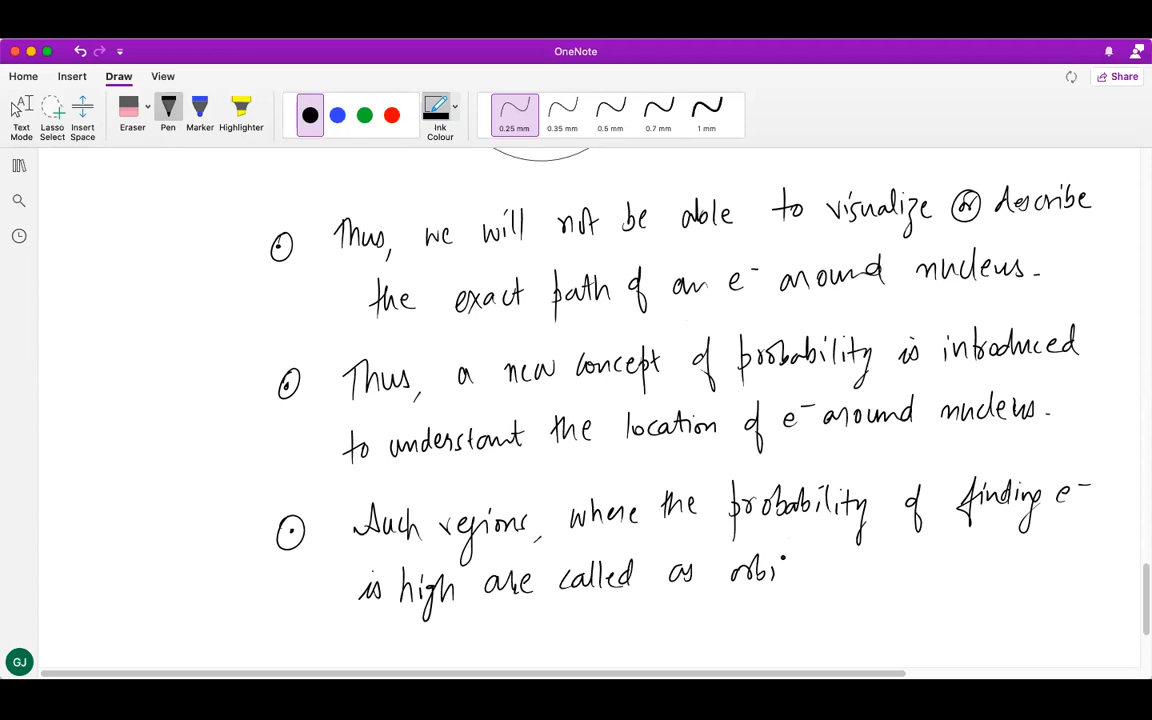 OneNote
Home Insert Draw View
Share
Text Mode
Lasso Select
Insert Space
Eraser
Pen
Marker
Highlighter
Ink Colour
0.25 mm
0.35 mm
0.5 mm
0.7 mm
1 mm
Thus, we will not be able to visualize or describe
the exact path of an e⁻ around nucleus.
Thus, a new concept of probability is introduced
to understant the location of e⁻ around nucleus.
Such regions, where the probability of finding e⁻
is high are called as orbi
GJ